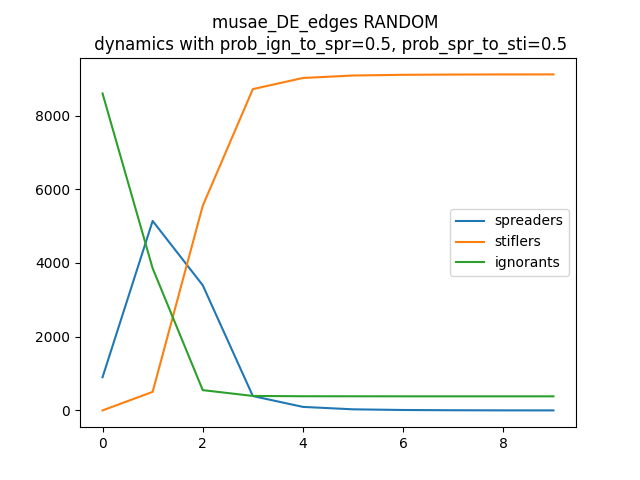 musae_DE_edges RANDOM
dynamics with prob_ign_to_spr=0.5, prob_spr_to_sti=0.5
8000
6000
4000
2000
0
spreaders
stiflers
ignorants
0 2 4 6 8